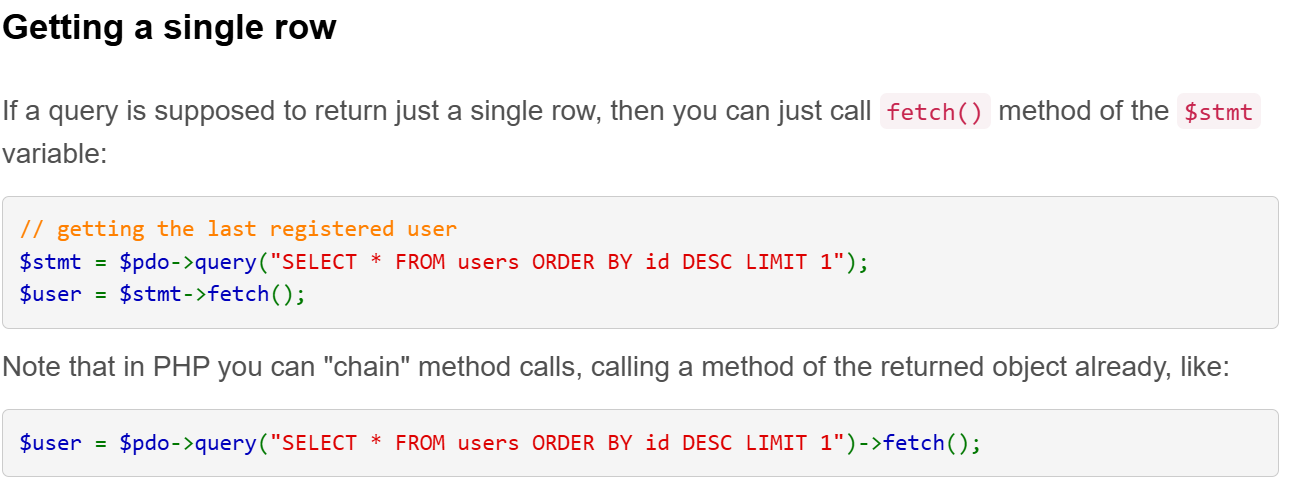 Getting a single row
If a query is supposed to return just a single row, then you can just call fetch() method of the $stmt
variable:
// getting the last registered user
$stmt = $pdo->query("SELECT * FROM users ORDER BY id DESC LIMIT 1");
$user = $stmt->fetch();
Note that in PHP you can "chain" method calls, calling a method of the returned object already, like:
$user = $pdo->query("SELECT * FROM users ORDER BY id DESC LIMIT 1")->fetch();